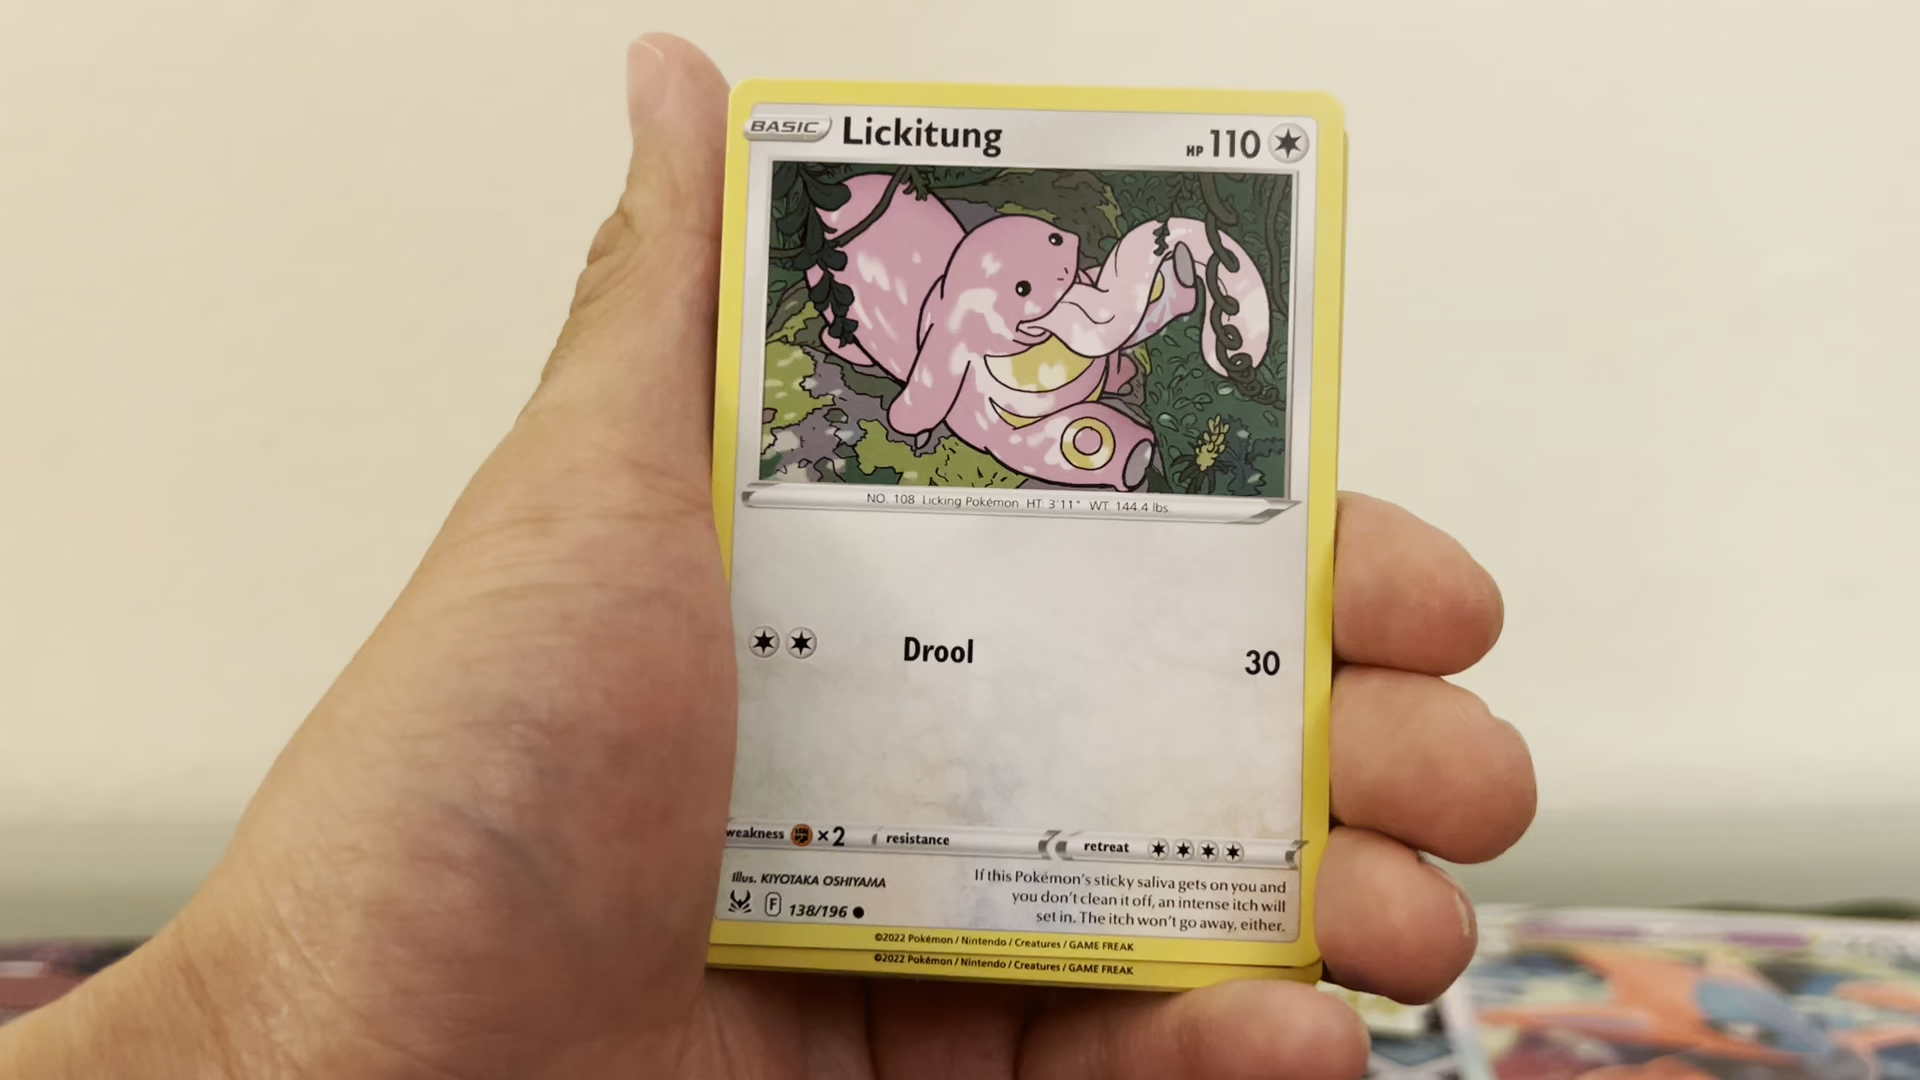 BASIC Lickitung HP 110
NO. 108 Licking Pokémon HT: 3'11" WT: 144.4 lbs.
Drool 30
weakness ×2 resistance retreat
Illus. KIYOTAKA OSHIYAMA
F 138/196
If this Pokémon's sticky saliva gets on you and
you don't clean it off, an intense itch will
set in. The itch won't go away, either.
©2022 Pokémon / Nintendo / Creatures / GAME FREAK
©2022 Pokémon / Nintendo / Creatures / GAME FREAK